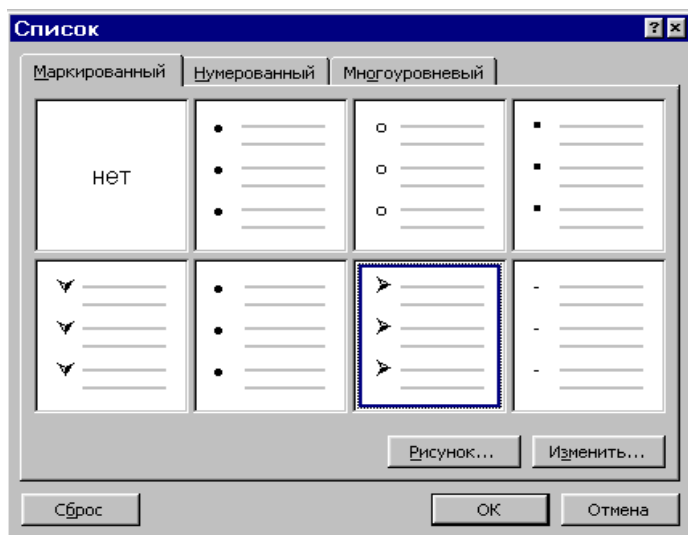 Список
Маркированный Нумерованный Многоуровневый
нет
Рисунок... Изменить...
Сброс ОК Отмена